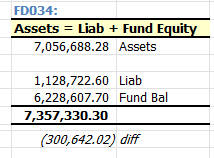 FD034:
Assets = Liab + Fund Equity
7,056,688.28 Assets
1,128,722.60 Liab
6,228,607.70 Fund Bal
7,357,330.30
(300,642.02) diff